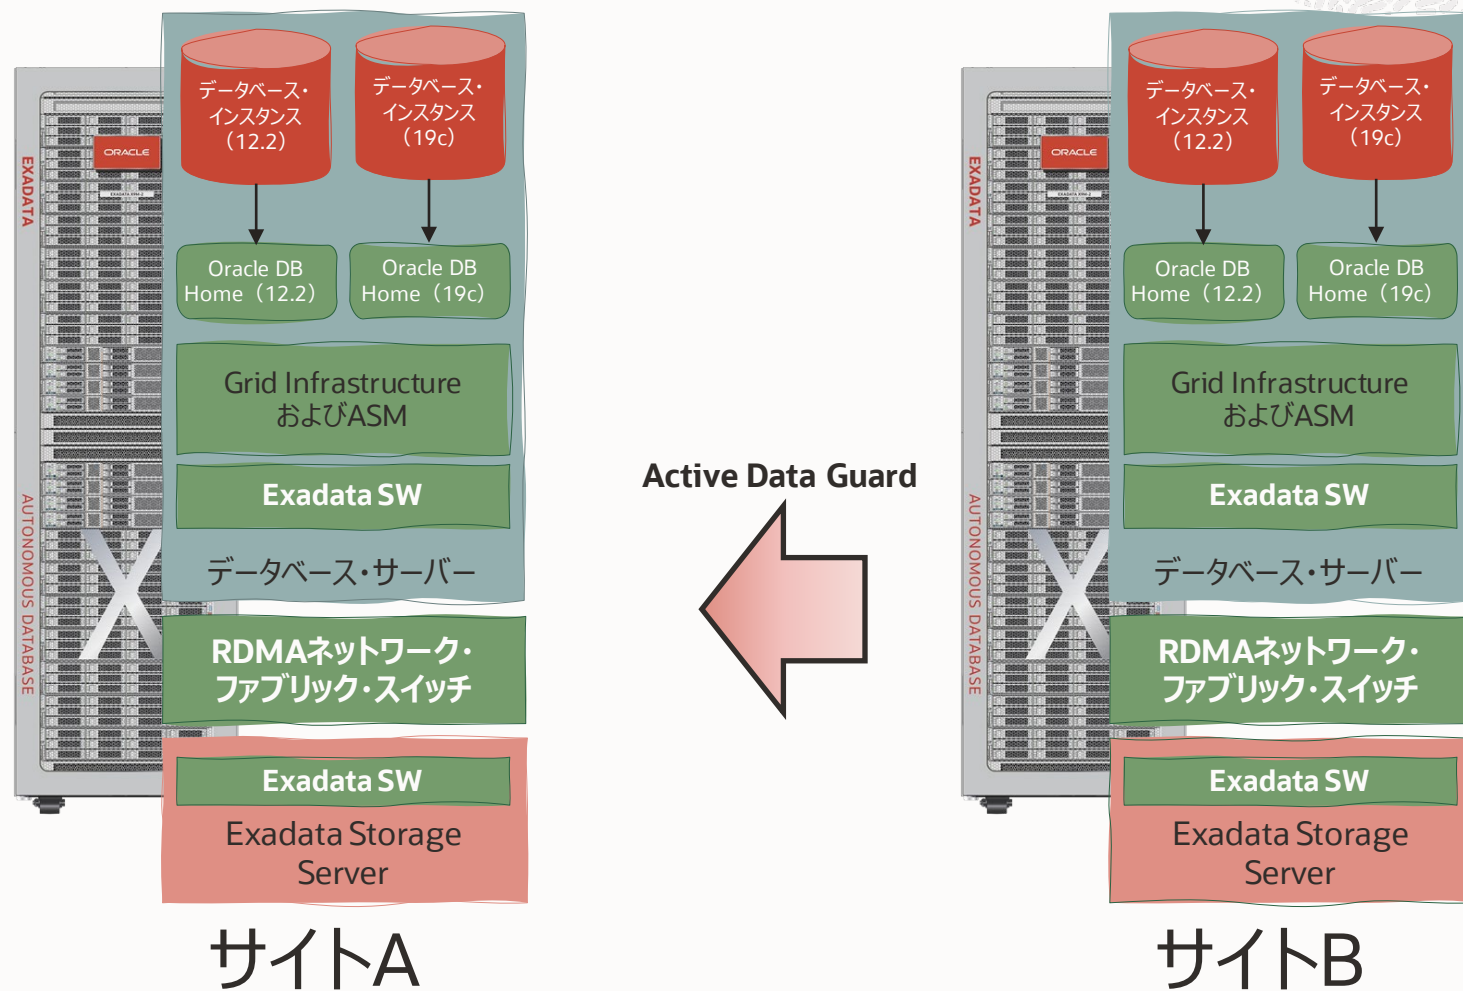 データベース・
インスタンス
（12.2）
データベース・
インスタンス
（19c）
ORACLE
EXADATA
Oracle DB
Home（12.2）
Oracle DB
Home（19c）
Grid Infrastructure
およびASM
Exadata SW
データベース・サーバー
AUTONOMOUS DATABASE
RDMAネットワーク・
ファブリック・スイッチ
Exadata SW
Exadata Storage
Server
サイトA
Active Data Guard
データベース・
インスタンス
（12.2）
データベース・
インスタンス
（19c）
ORACLE
EXADATA
Oracle DB
Home（12.2）
Oracle DB
Home（19c）
Grid Infrastructure
およびASM
Exadata SW
データベース・サーバー
AUTONOMOUS DATABASE
RDMAネットワーク・
ファブリック・スイッチ
Exadata SW
Exadata Storage
Server
サイトB